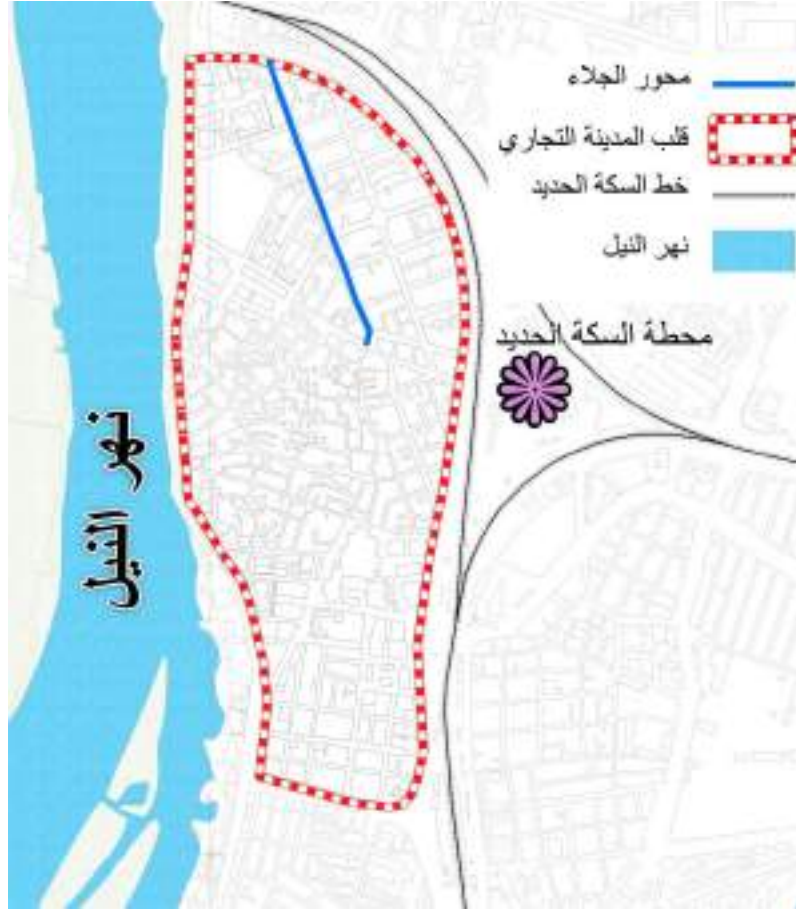 محور الجلاء
قلب المدينة التجاري
خط السكة الحديد
نهر النيل
محطة السكة الحديد
نهر النيل